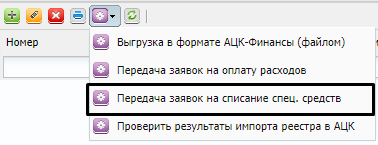 Номер
Выгрузка в формате АЦК-Финансы (файлом)
Передача заявок на оплату расходов
Передача заявок на списание спец. средств
Проверить результаты импорта реестра в АЦК